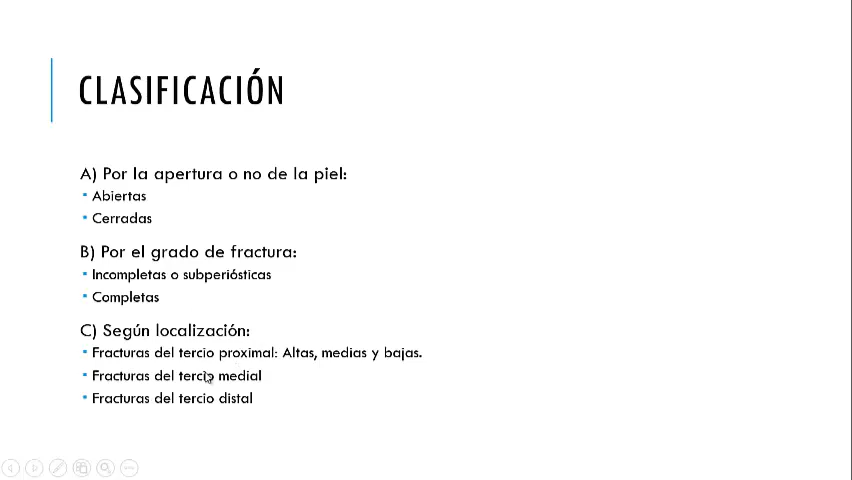 CLASIFICACIÓN
A) Por la apertura o no de la piel:
Abiertas
Cerradas
B) Por el grado de fractura:
Incompletas o subperiósticas
Completas
C) Según localización:
Fracturas del tercio proximal: Altas, medias y bajas.
Fracturas del tercio medial
Fracturas del tercio distal